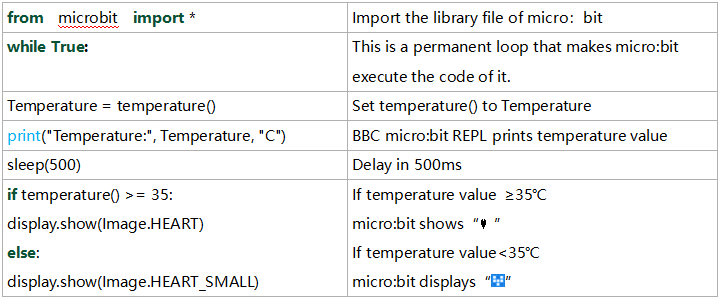 from microbit import * Import the library file of micro: bit
while True: This is a permanent loop that makes micro:bit
execute the code of it.
Temperature = temperature() Set temperature() to Temperature
print("Temperature:", Temperature, "C") BBC micro:bit REPL prints temperature value
sleep(500) Delay in 500ms
if temperature() >= 35: If temperature value ≥35℃
display.show(Image.HEART) micro:bit shows “ ”
else: If temperature value<35℃
display.show(Image.HEART_SMALL) micro:bit displays “ ”